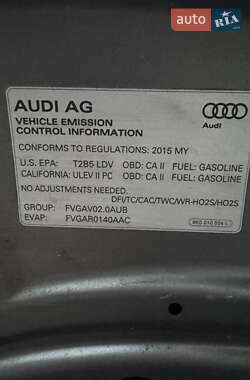 AUTO RIA
AUDI AG
VEHICLE EMISSION
CONTROL INFORMATION
Audi
CONFORMS TO REGULATIONS: 2015 MY
U.S. EPA: T2B5 LDV OBD: CA II FUEL: GASOLINE
CALIFORNIA: ULEV II PC OBD: CA II FUEL: GASOLINE
NO ADJUSTMENTS NEEDED
DFI/TC/CAC/TWC/WR-HO2S/HO2S
GROUP: FVGAV02.0AUB
EVAP: FVGAR0140AAC